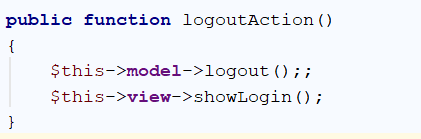 public function logoutAction()
{
    $this->model->logout();;
    $this->view->showLogin();
}